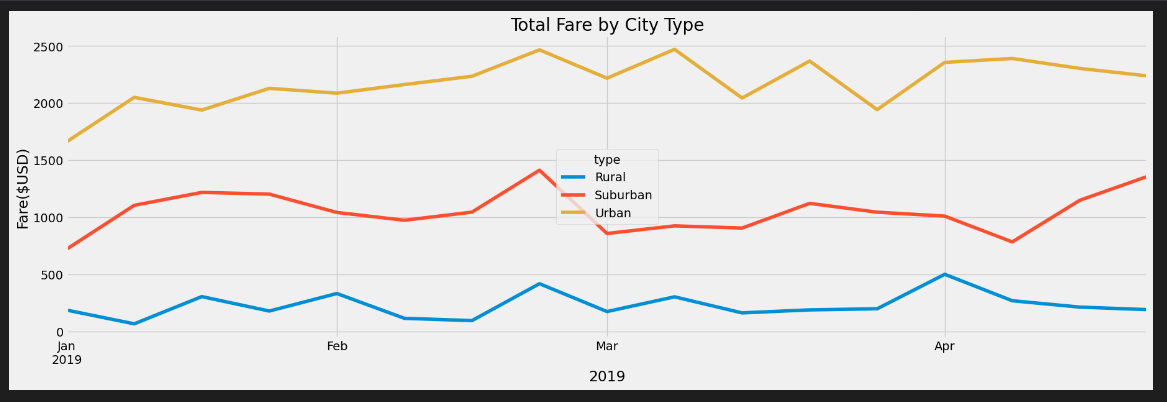 Total Fare by City Type
Fare($USD)
2500
2000
1500
1000
500
0
type
Rural
Suburban
Urban
Jan Feb Mar Apr
2019
2019